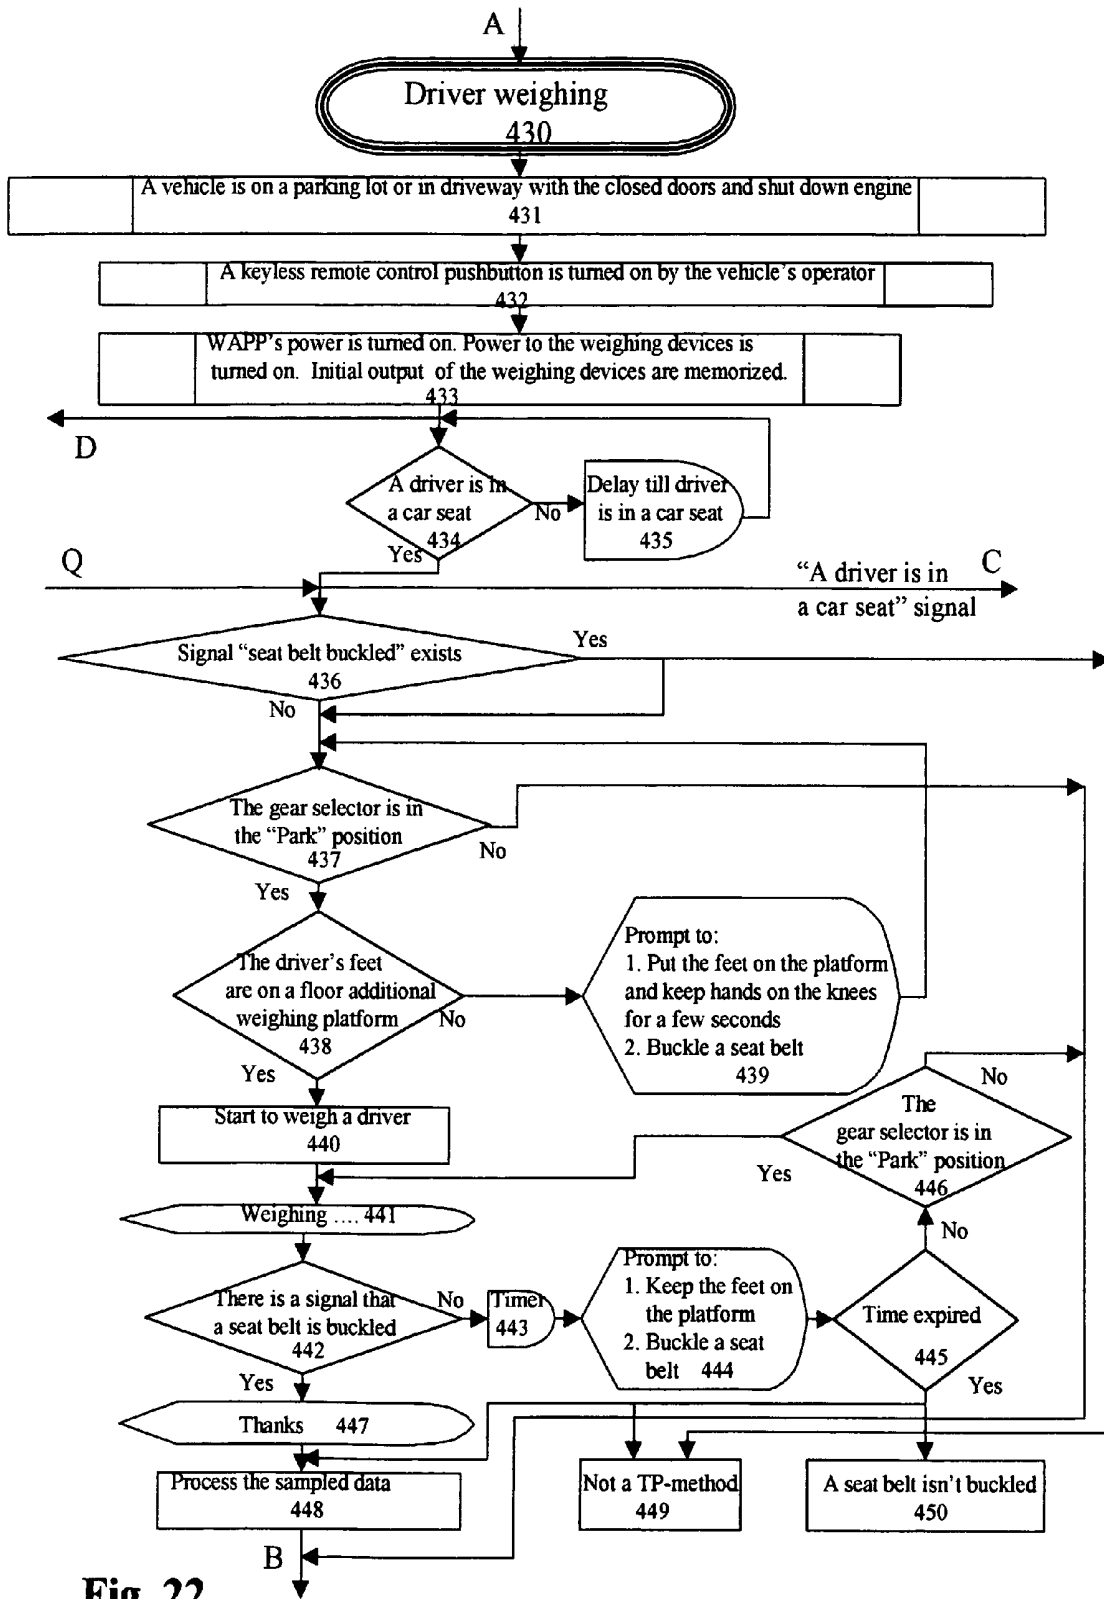 A
Driver weighing
430
A vehicle is on a parking lot or in driveway with the closed doors and shut down engine
431
A keyless remote control pushbutton is turned on by the vehicle's operator
432
WAPP's power is turned on. Power to the weighing devices is
turned on. Initial output of the weighing devices are memorized.
433
D
A driver is in
a car seat
434
No
Yes
Delay till driver
is in a car seat
435
Q
C
"A driver is in
a car seat" signal
Signal "seat belt buckled" exists
436
Yes
No
The gear selector is in
the "Park" position
437
No
Yes
The driver's feet
are on a floor additional
weighing platform
438
No
Yes
Prompt to:
1. Put the feet on the platform
and keep hands on the knees
for a few seconds
2. Buckle a seat belt
439
Start to weigh a driver
440
The
gear selector is in
the "Park" position
446
No
Yes
Weighing .... 441
There is a signal that
a seat belt is buckled
442
No
Yes
Timer
443
Prompt to:
1. Keep the feet on
the platform
2. Buckle a seat
belt 444
Time expired
445
No
Yes
Thanks 447
Process the sampled data
448
Not a TP-method
449
A seat belt isn't buckled
450
B
Fig. 22